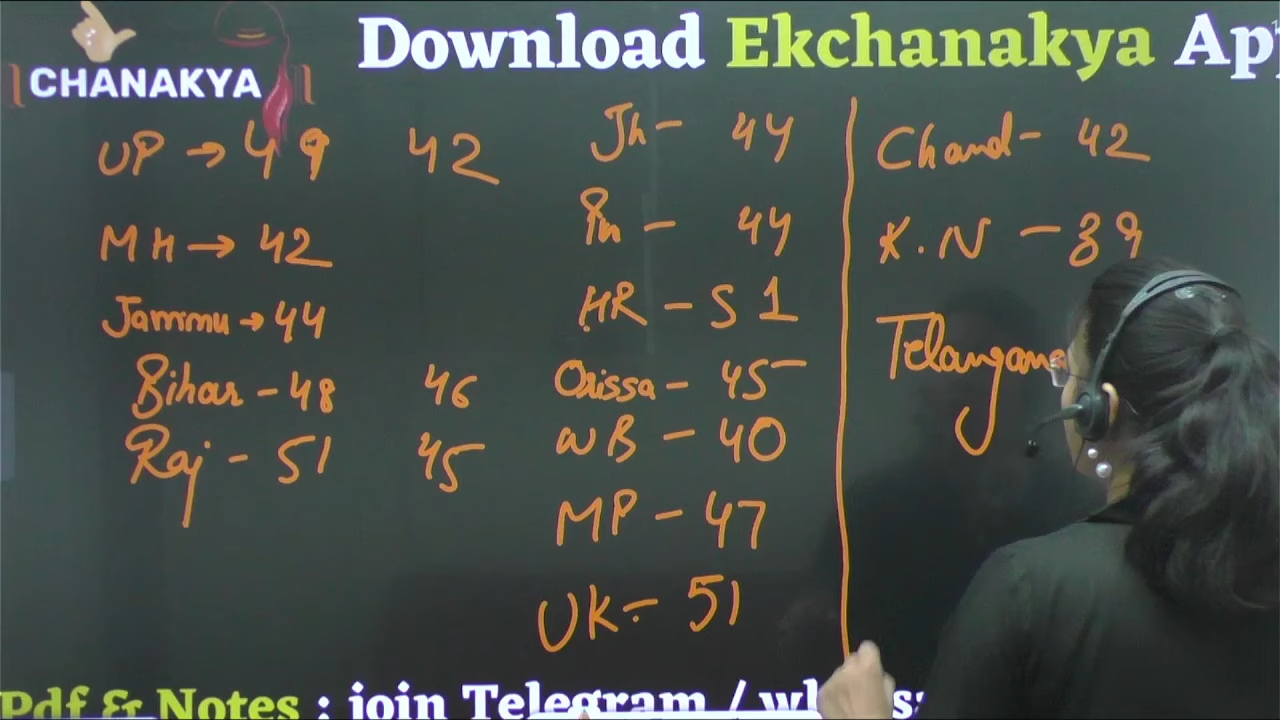 Download Ekchanakya Ap
CHANAKYA
UP → 49 42
MH → 42
Jammu → 44
Bihar - 48 46
Raj - 51 45
Jh - 44
- 44
HR - 51
Orissa - 45
WB - 40
MP - 47
UK - 51
Chand - 42
K.N - 39
Telangana
Pdf & Notes : join Telegram / wh